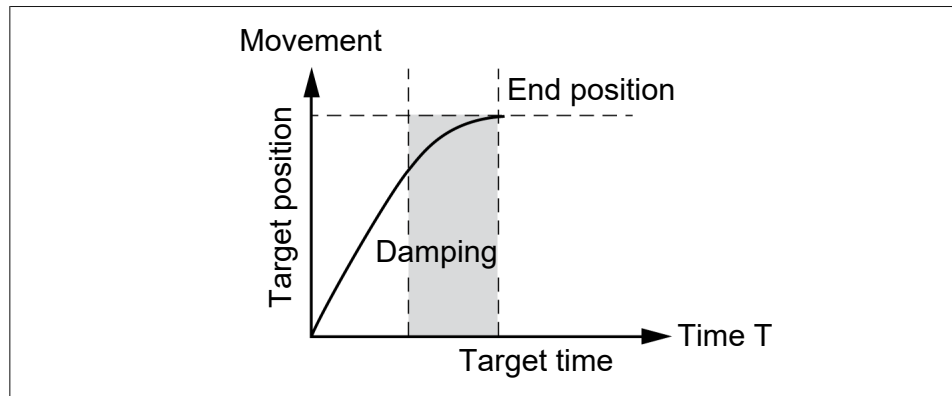 Movement
End position
Target position
Damping
Time T
Target time